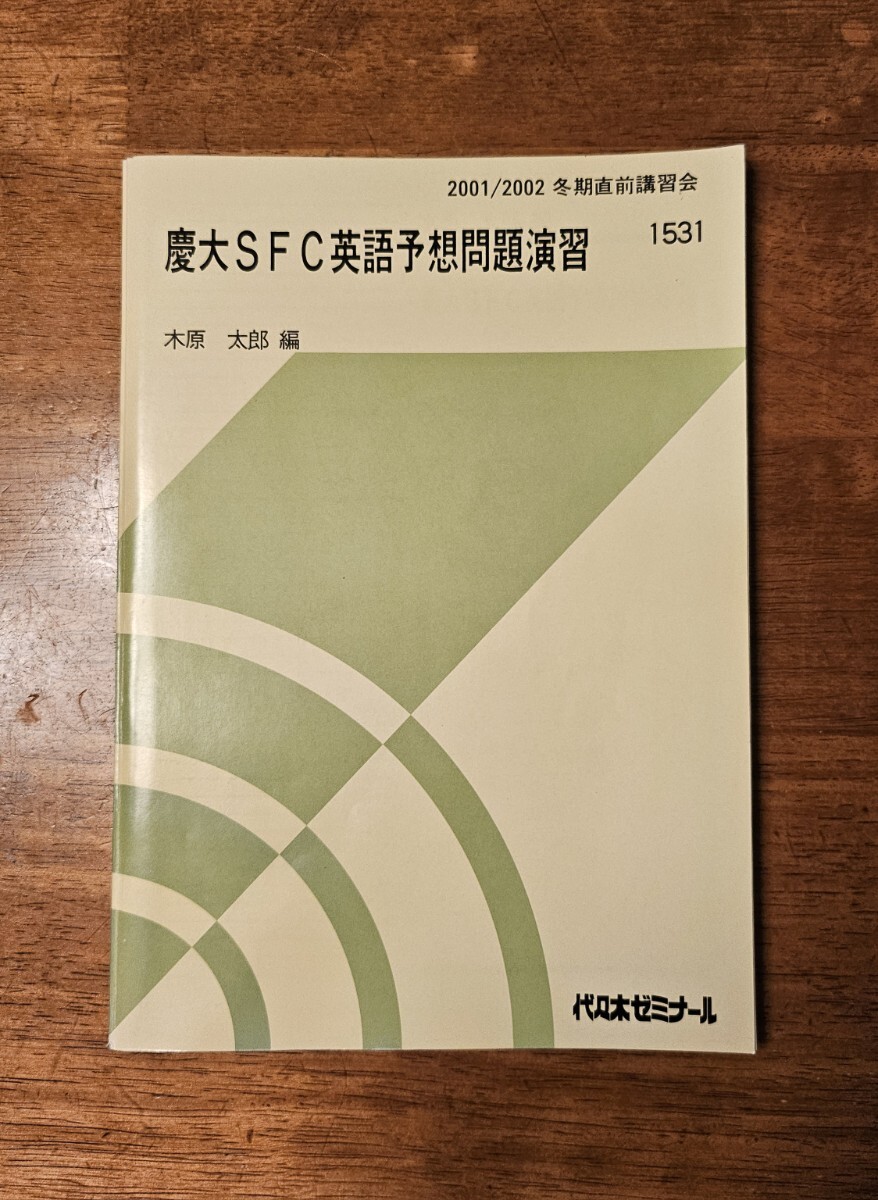 2001/2002 冬期直前講習会
慶大ＳＦＣ英語予想問題演習 1531
木原　太郎 編
代々木ゼミナール